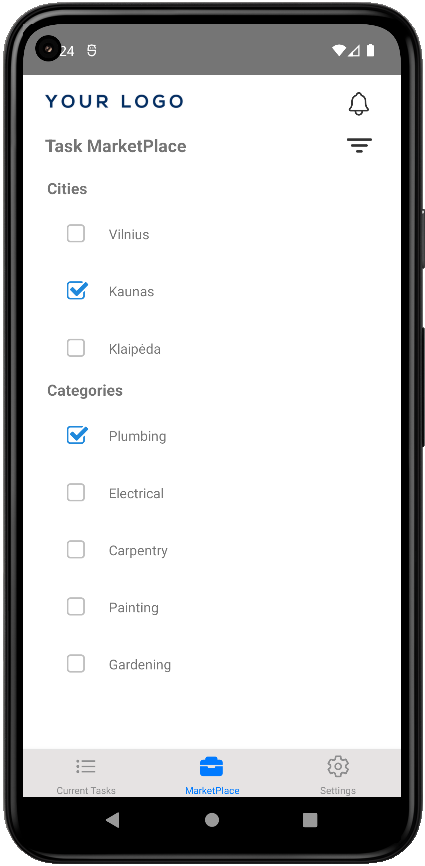 24
YOUR LOGO
Task MarketPlace
Cities
Vilnius
Kaunas
Klaipėda
Categories
Plumbing
Electrical
Carpentry
Painting
Gardening
Current Tasks MarketPlace Settings